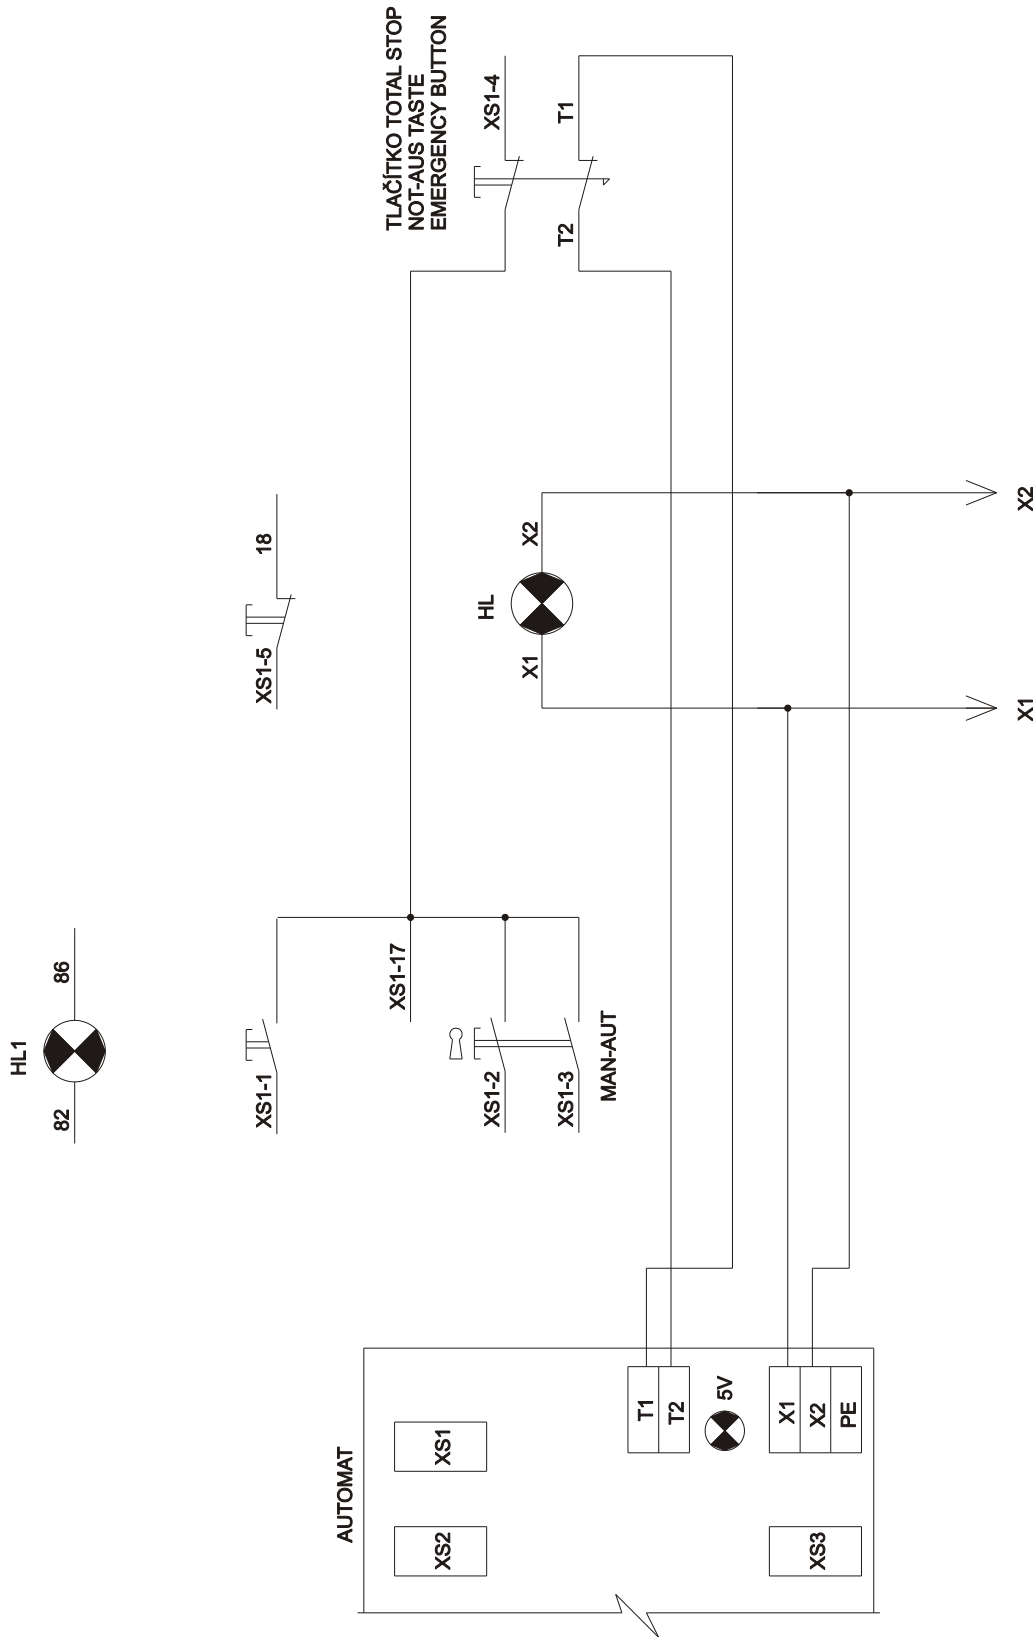 TLAČÍTKO TOTAL STOP
NOT-AUS TASTE
EMERGENCY BUTTON
XS1-4
T1
T2
18
XS1-5
HL
X2
X1
X2
X1
HL1
86
82
XS1-1
XS1-17
XS1-2
XS1-3
MAN-AUT
AUTOMAT
XS1
XS2
T1
T2
5V
X1
X2
PE
XS3